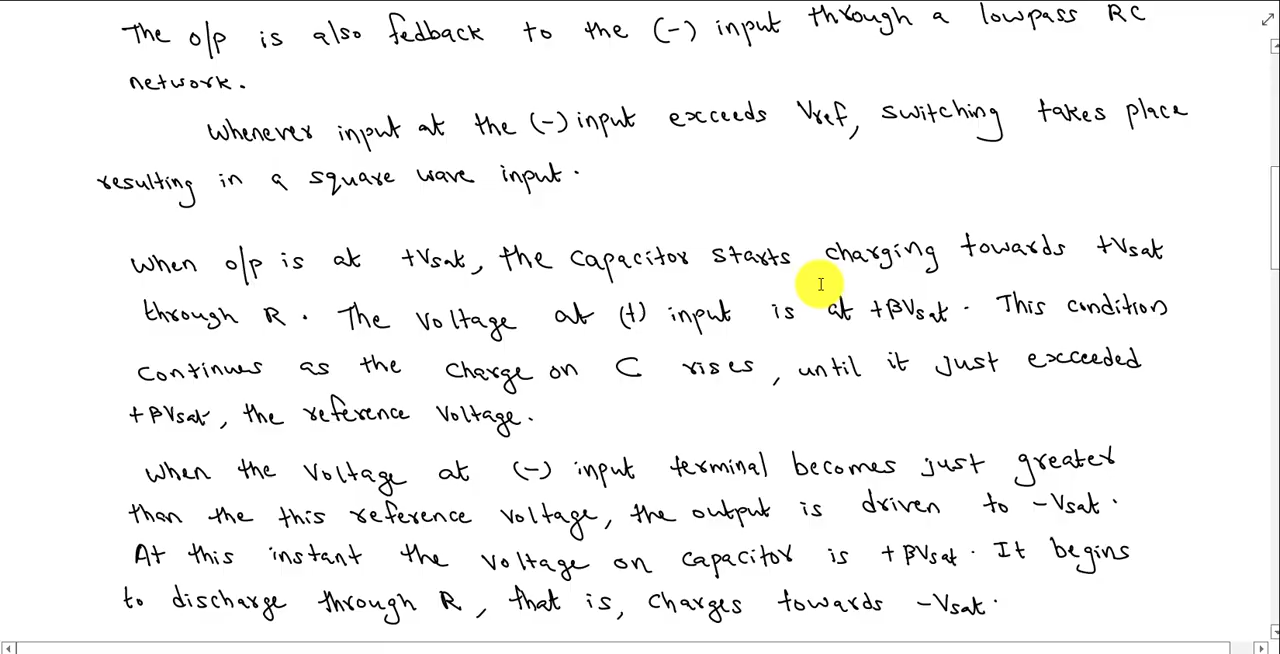 The o/p is also fedback to the (-) input through a lowpass RC
network.
Whenever input at the (-) input exceeds Vref, switching takes place
resulting in a square wave input.
When o/p is at +Vsat, the capacitor starts charging towards +Vsat
through R. The voltage at (+) input is at +βVsat. This condition
continues as the charge on C rises, until it just exceeded
+βVsat, the reference voltage.
When the voltage at (-) input terminal becomes just greater
than the this reference voltage, the output is driven to -Vsat.
At this instant the voltage on capacitor is +βVsat. It begins
to discharge through R, that is, charges towards -Vsat.